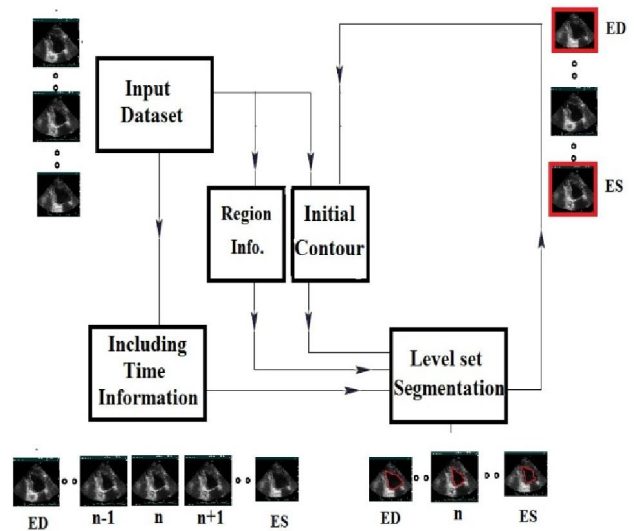 ED
Input
Dataset
ES
Region
Info.
Initial
Contour
Including
Time
Information
Level set
Segmentation
ED
n-1
n
n+1
ES
ED
n
ES